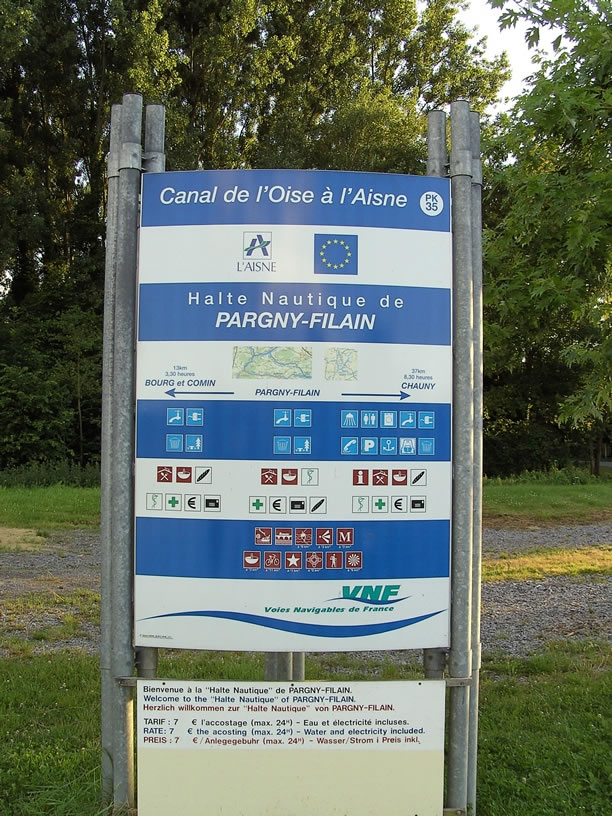 Canal de l'Oise à l'Aisne
PK
35
L'AISNE
Halte Nautique de
PARGNY-FILAIN
13km
3,30 heures
37km
8,30 heures
BOURG et COMIN
PARGNY-FILAIN
CHAUNY
P
i
€
€
€
M
VNF
Voies Navigables de France
Bienvenue à la "Halte Nautique" de PARGNY-FILAIN.
Welcome to the "Halte Nautique" of PARGNY-FILAIN.
Herzlich willkommen zur "Halte Nautique" von PARGNY-FILAIN.
TARIF : 7 € l'accostage (max. 24H) - Eau et électricité incluses.
RATE : 7 € the acosting (max. 24H) - Water and electricity included.
PREIS : 7 € / Anlegegebuhr (max. 24H) - Wasser/Strom i Preis inkl.